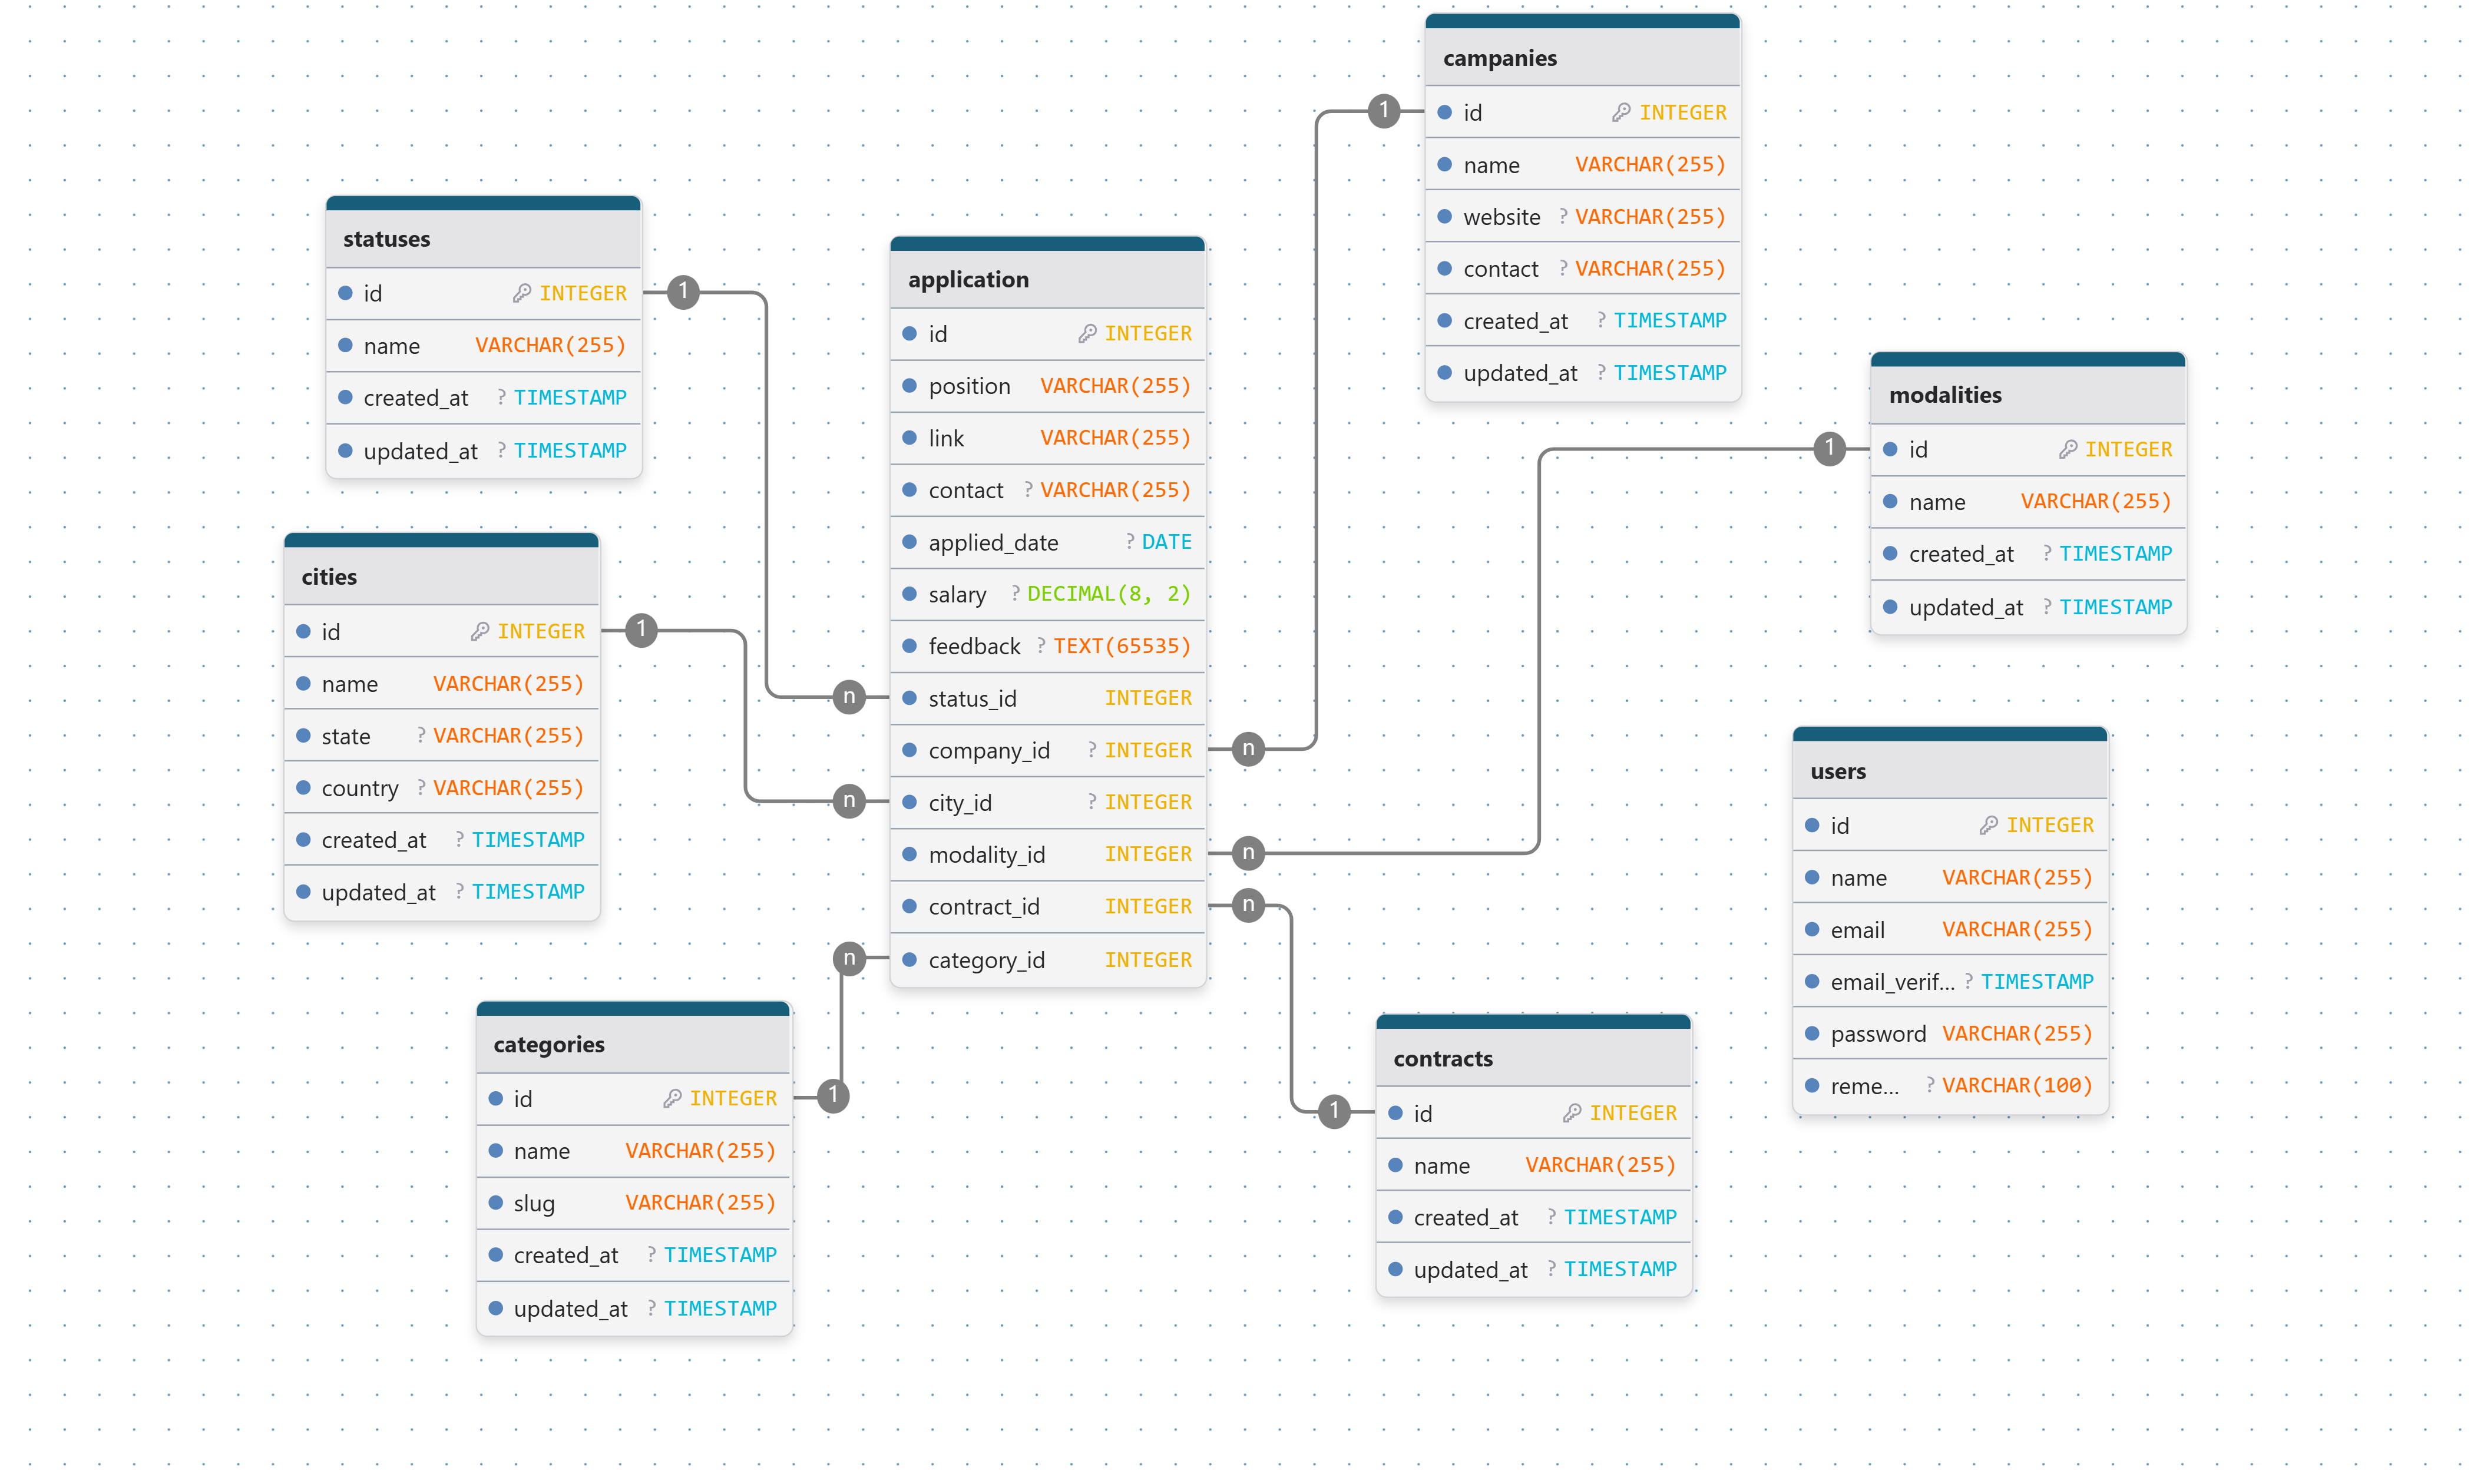 campanies
id INTEGER
name VARCHAR(255)
website ? VARCHAR(255)
contact ? VARCHAR(255)
created_at ? TIMESTAMP
updated_at ? TIMESTAMP
statuses
id INTEGER
name VARCHAR(255)
created_at ? TIMESTAMP
updated_at ? TIMESTAMP
application
id INTEGER
position VARCHAR(255)
link VARCHAR(255)
contact ? VARCHAR(255)
applied_date ? DATE
salary ? DECIMAL(8, 2)
feedback ? TEXT(65535)
status_id INTEGER
company_id ? INTEGER
city_id ? INTEGER
modality_id INTEGER
contract_id INTEGER
category_id INTEGER
modalities
id INTEGER
name VARCHAR(255)
created_at ? TIMESTAMP
updated_at ? TIMESTAMP
cities
id INTEGER
name VARCHAR(255)
state ? VARCHAR(255)
country ? VARCHAR(255)
created_at ? TIMESTAMP
updated_at ? TIMESTAMP
users
id INTEGER
name VARCHAR(255)
email VARCHAR(255)
email_verif... ? TIMESTAMP
password VARCHAR(255)
reme... ? VARCHAR(100)
categories
id INTEGER
name VARCHAR(255)
slug VARCHAR(255)
created_at ? TIMESTAMP
updated_at ? TIMESTAMP
contracts
id INTEGER
name VARCHAR(255)
created_at ? TIMESTAMP
updated_at ? TIMESTAMP
1
1
1
1
n
n
n
n
n
n
1
1